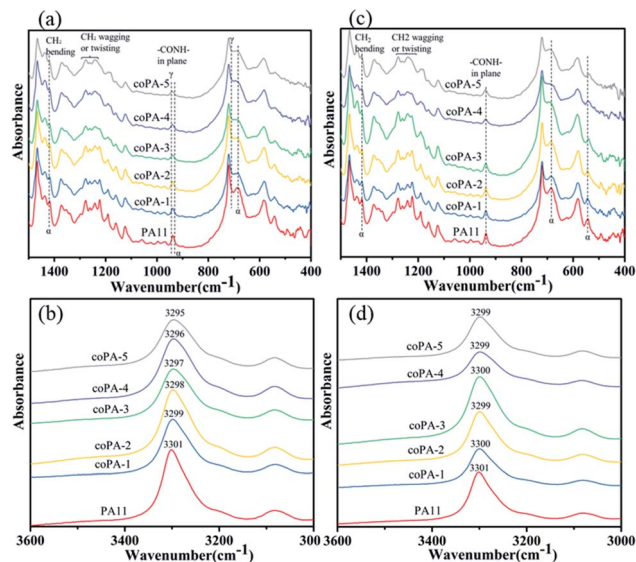 (a)
CH₂
bending
CH₂ wagging
or twisting
-CONH-
in plane
γ
γ
coPA-5
coPA-4
coPA-3
coPA-2
coPA-1
PA11
α
α
α
Absorbance
1400 1200 1000 800 600 400
Wavenumber(cm⁻¹)
(c)
CH₂
bending
CH2 wagging
or twisting
-CONH-
in plane
coPA-5
coPA-4
coPA-3
coPA-2
coPA-1
PA11
α
α
α
Absorbance
1400 1200 1000 800 600 400
Wavenumber(cm⁻¹)
(b)
3295
coPA-5
3296
coPA-4
3297
coPA-3
3298
coPA-2
3299
coPA-1
3301
PA11
Absorbance
3600 3400 3200 3000
Wavenumber(cm⁻¹)
(d)
3299
coPA-5
3299
coPA-4
3300
coPA-3
3299
coPA-2
3300
coPA-1
3301
PA11
Absorbance
3600 3400 3200 3000
Wavenumber(cm⁻¹)